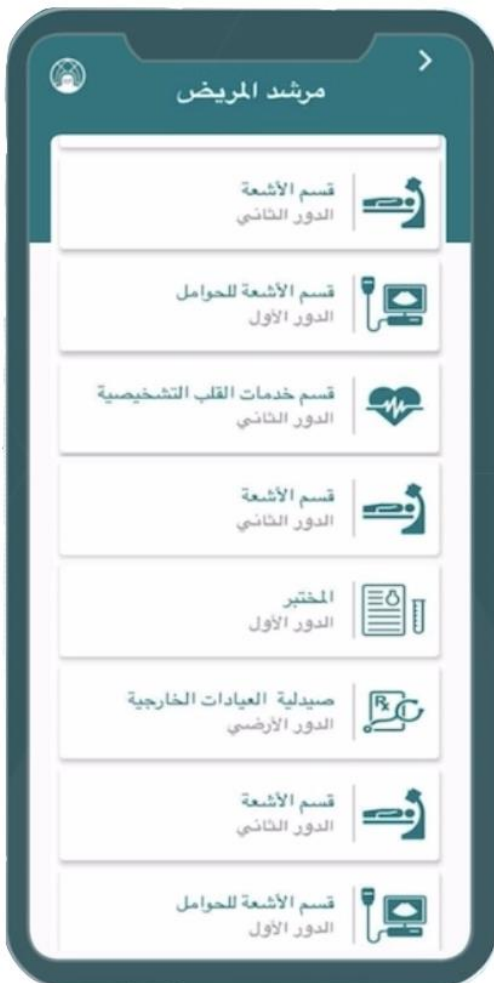 مرشد المريض
قسم الأشعة
الدور الثاني
قسم الأشعة للحوامل
الدور الأول
قسم خدمات القلب التشخيصية
الدور الثاني
قسم الأشعة
الدور الثاني
المختبر
الدور الأول
صيدلية العيادات الخارجية
الدور الأرضي
قسم الأشعة
الدور الثاني
قسم الأشعة للحوامل
الدور الأول